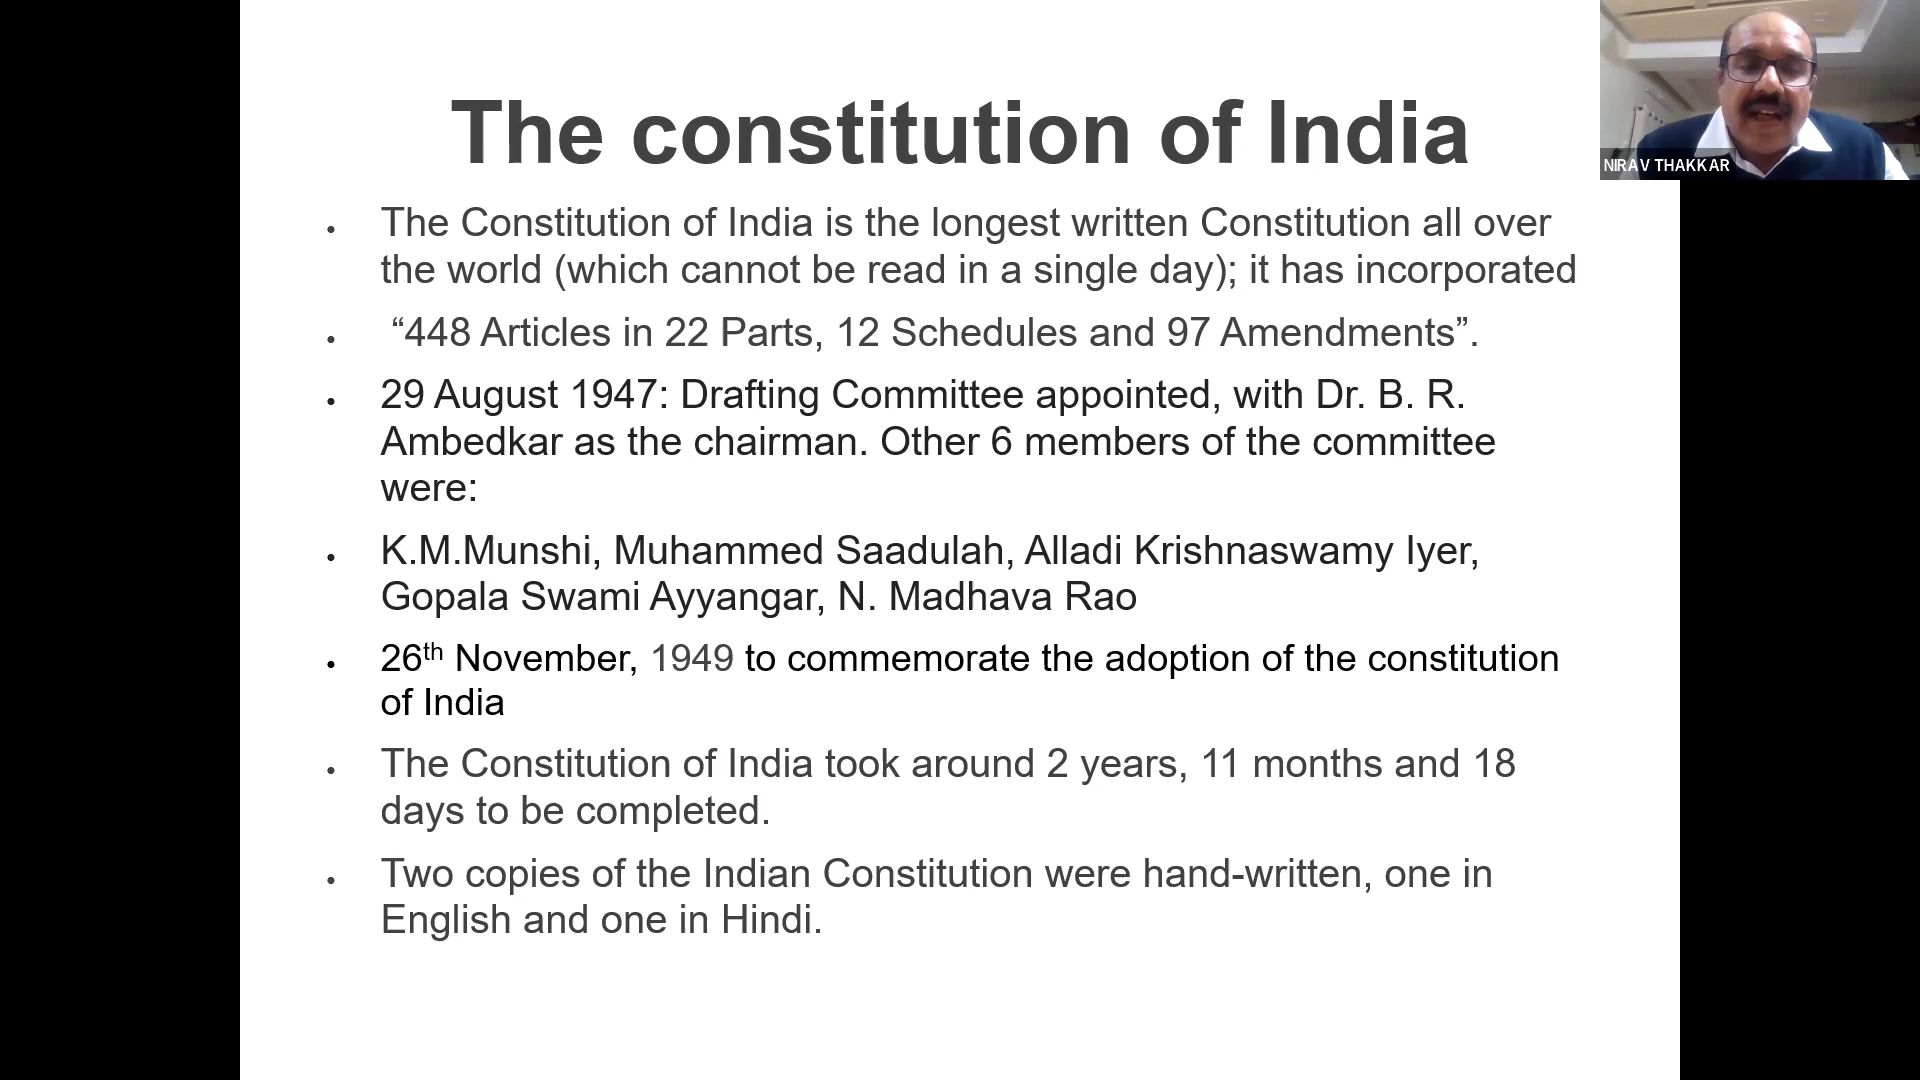 The constitution of India
NIRAV THAKKAR
• The Constitution of India is the longest written Constitution all over
the world (which cannot be read in a single day); it has incorporated
• “448 Articles in 22 Parts, 12 Schedules and 97 Amendments”.
• 29 August 1947: Drafting Committee appointed, with Dr. B. R.
Ambedkar as the chairman. Other 6 members of the committee
were:
• K.M.Munshi, Muhammed Saadulah, Alladi Krishnaswamy Iyer,
Gopala Swami Ayyangar, N. Madhava Rao
• 26th November, 1949 to commemorate the adoption of the constitution
of India
• The Constitution of India took around 2 years, 11 months and 18
days to be completed.
• Two copies of the Indian Constitution were hand-written, one in
English and one in Hindi.